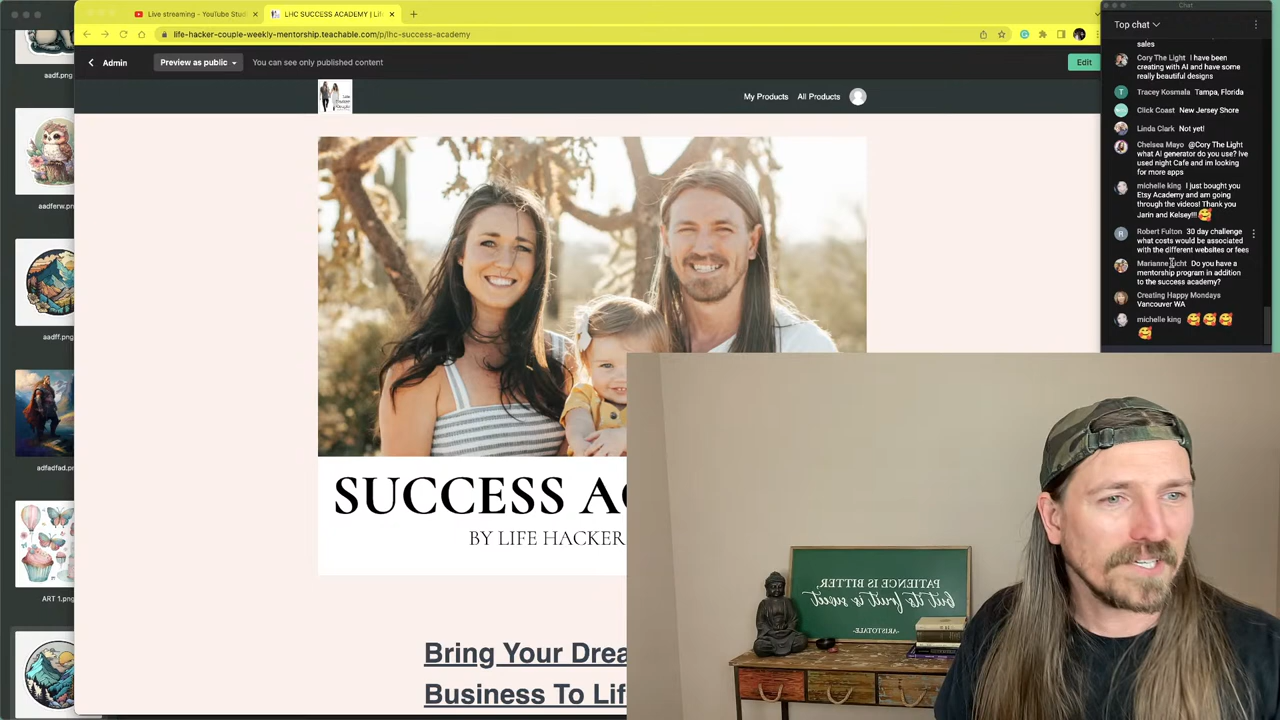 Live streaming - YouTube Stud
LHC SUCCESS ACADEMY | Li
life-hacker-couple-weekly-mentorship.teachable.com/p/lhc-success-academy
Admin
Preview as public
You can see only published content
Edit
My Products
All Products
aadf.png
aadferw.png
aadff.png
adfadfad.pn
ART 1.png
SUCCESS A
BY LIFE HACKER
Bring Your Drea
Business To Lif
PATIENCE IS BITTER,
but its fruit is sweet
-ARISTOTLE-
Chat
Top chat
sales
Cory The Light I have been
creating with AI and have some
really beautiful designs
Tracey Kosmala Tampa, Florida
Click Coast New Jersey Shore
Linda Clark Not yet!
Chelsea Mayo @Cory The Light
what AI generator do you use? Ive
used night Cafe and im looking
for more apps
michelle king I just bought you
Etsy Academy and am going
through the videos! Thank you
Jarin and Kelsey!!!
Robert Fulton 30 day challenge
what costs would be associated
with the different websites or fees
Marianne Do you have a
mentorship program in addition
to the success academy?
Creating Happy Mondays
Vancouver WA
michelle king